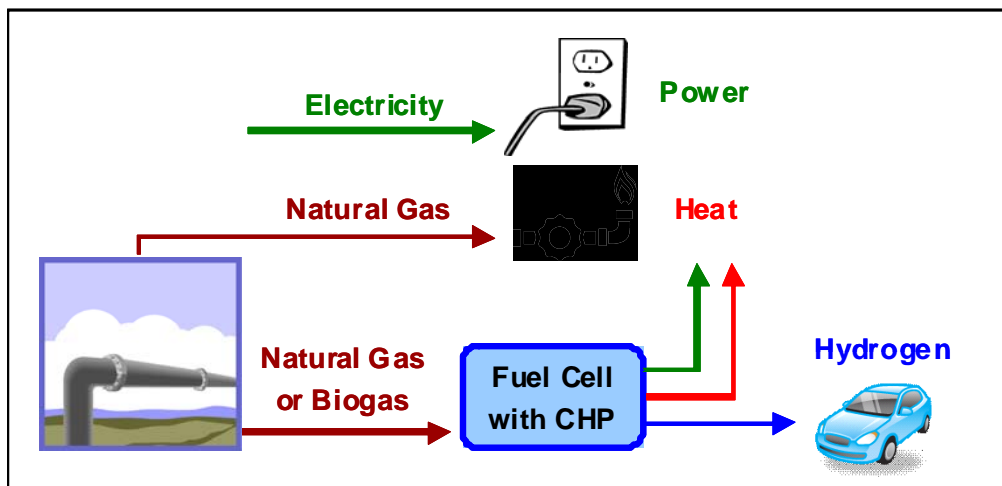 Electricity
Power
Natural Gas
Heat
Natural Gas
or Biogas
Fuel Cell
with CHP
Hydrogen